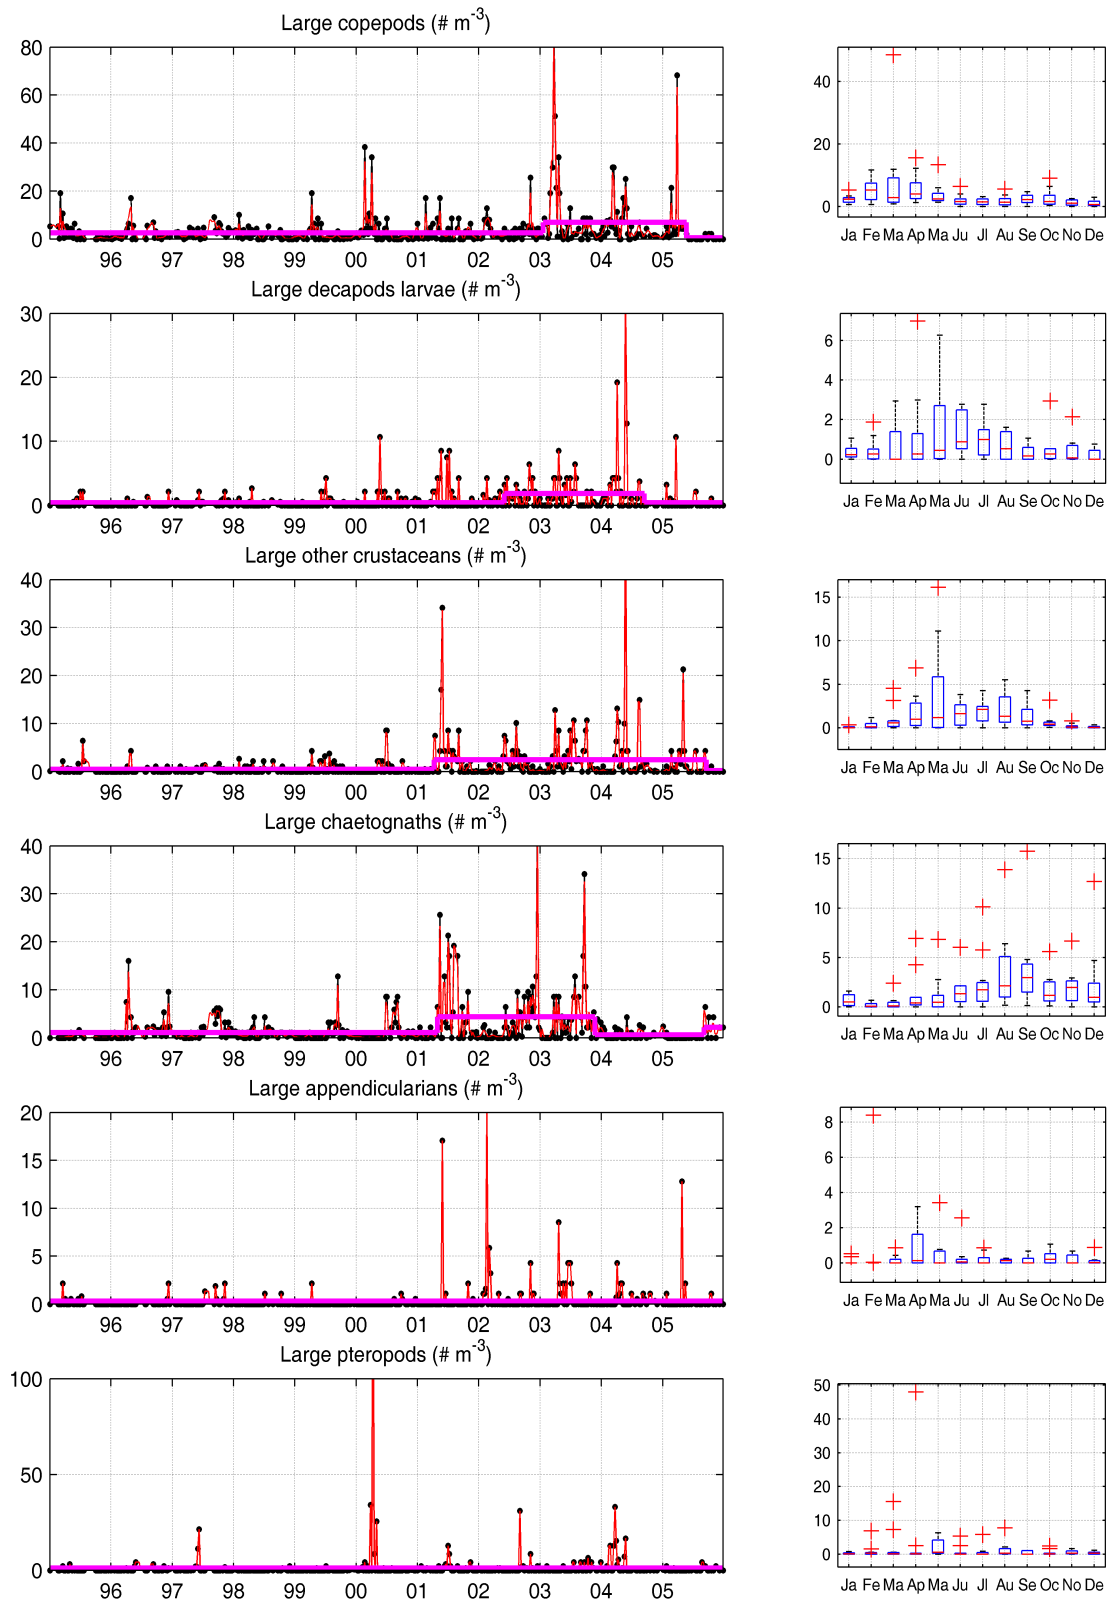 Large copepods (# m-3)
80
60
40
20
0
96 97 98 99 00 01 02 03 04 05
40
20
0
Ja Fe Ma Ap Ma Ju Jl Au Se Oc No De
Large decapods larvae (# m-3)
30
20
10
0
96 97 98 99 00 01 02 03 04 05
6
4
2
0
Ja Fe Ma Ap Ma Ju Jl Au Se Oc No De
Large other crustaceans (# m-3)
40
30
20
10
0
96 97 98 99 00 01 02 03 04 05
15
10
5
0
Ja Fe Ma Ap Ma Ju Jl Au Se Oc No De
Large chaetognaths (# m-3)
40
30
20
10
0
96 97 98 99 00 01 02 03 04 05
15
10
5
0
Ja Fe Ma Ap Ma Ju Jl Au Se Oc No De
Large appendicularians (# m-3)
20
15
10
5
0
96 97 98 99 00 01 02 03 04 05
8
6
4
2
0
Ja Fe Ma Ap Ma Ju Jl Au Se Oc No De
Large pteropods (# m-3)
100
50
0
96 97 98 99 00 01 02 03 04 05
50
40
30
20
10
0
Ja Fe Ma Ap Ma Ju Jl Au Se Oc No De